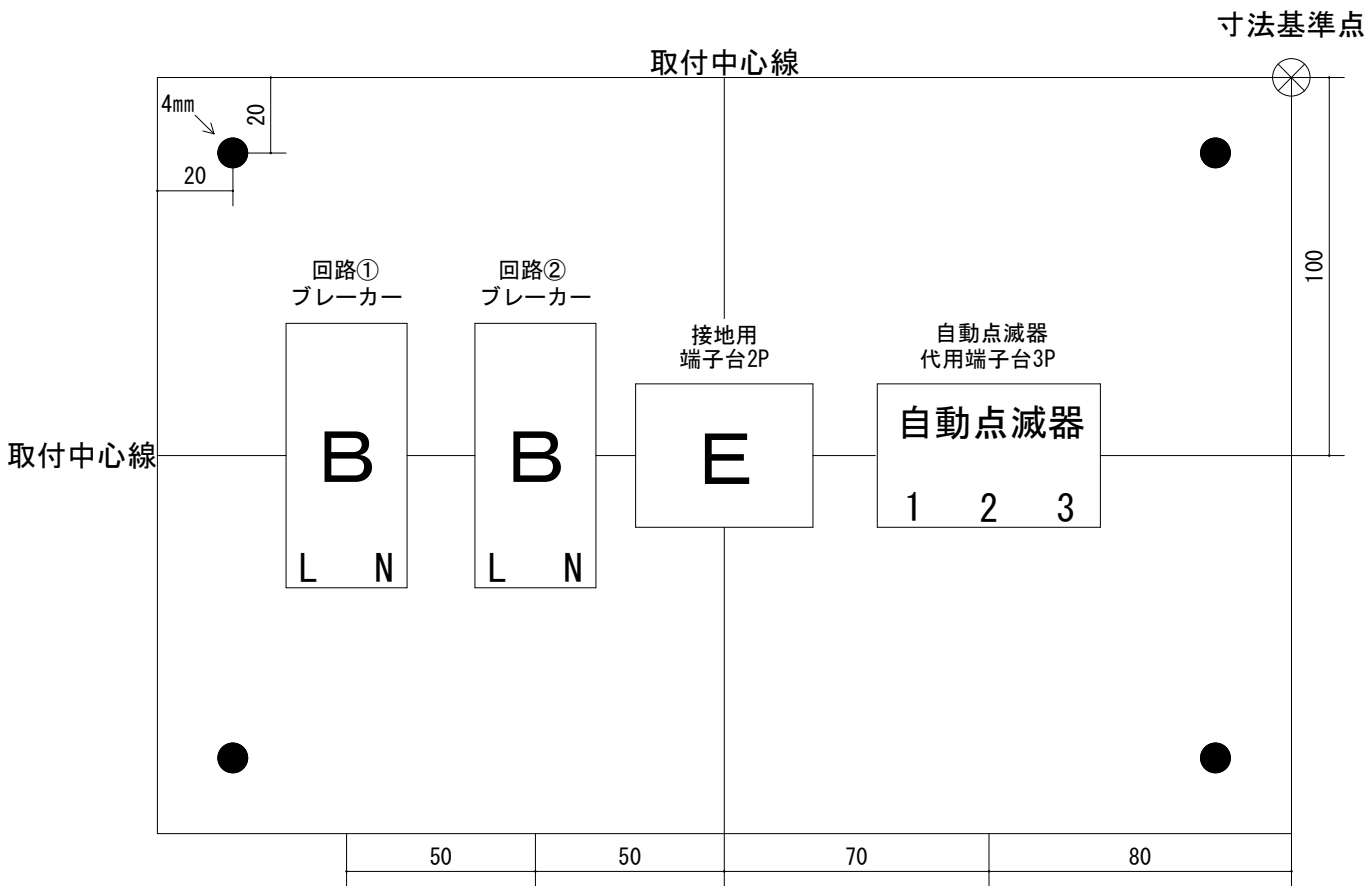 寸法基準点
取付中心線
4mm
20
20
100
回路①
ブレーカー
回路②
ブレーカー
接地用
端子台2P
自動点滅器
代用端子台3P
取付中心線
B
L N
B
L N
E
自動点滅器
1 2 3
50
50
70
80